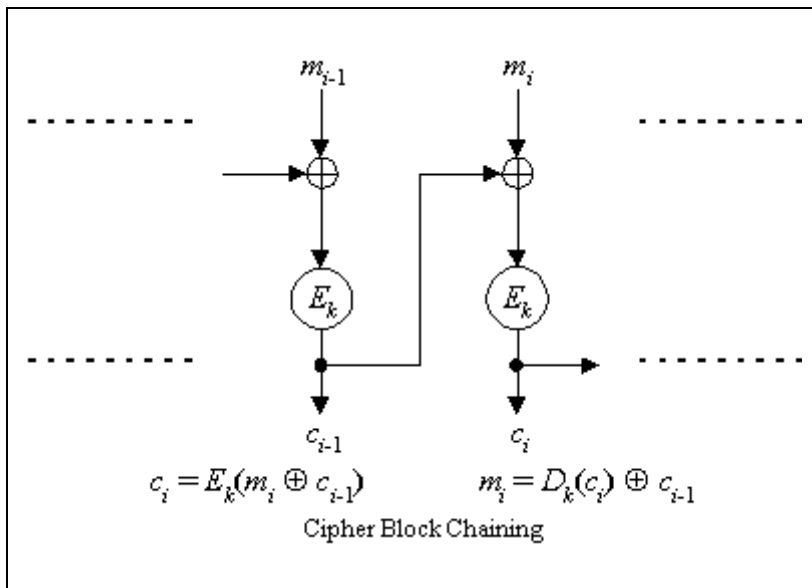 m_{i-1} m_i
E_k E_k
c_{i-1} c_i
c_i = E_k(m_i ⊕ c_{i-1}) m_i = D_k(c_i) ⊕ c_{i-1}
Cipher Block Chaining